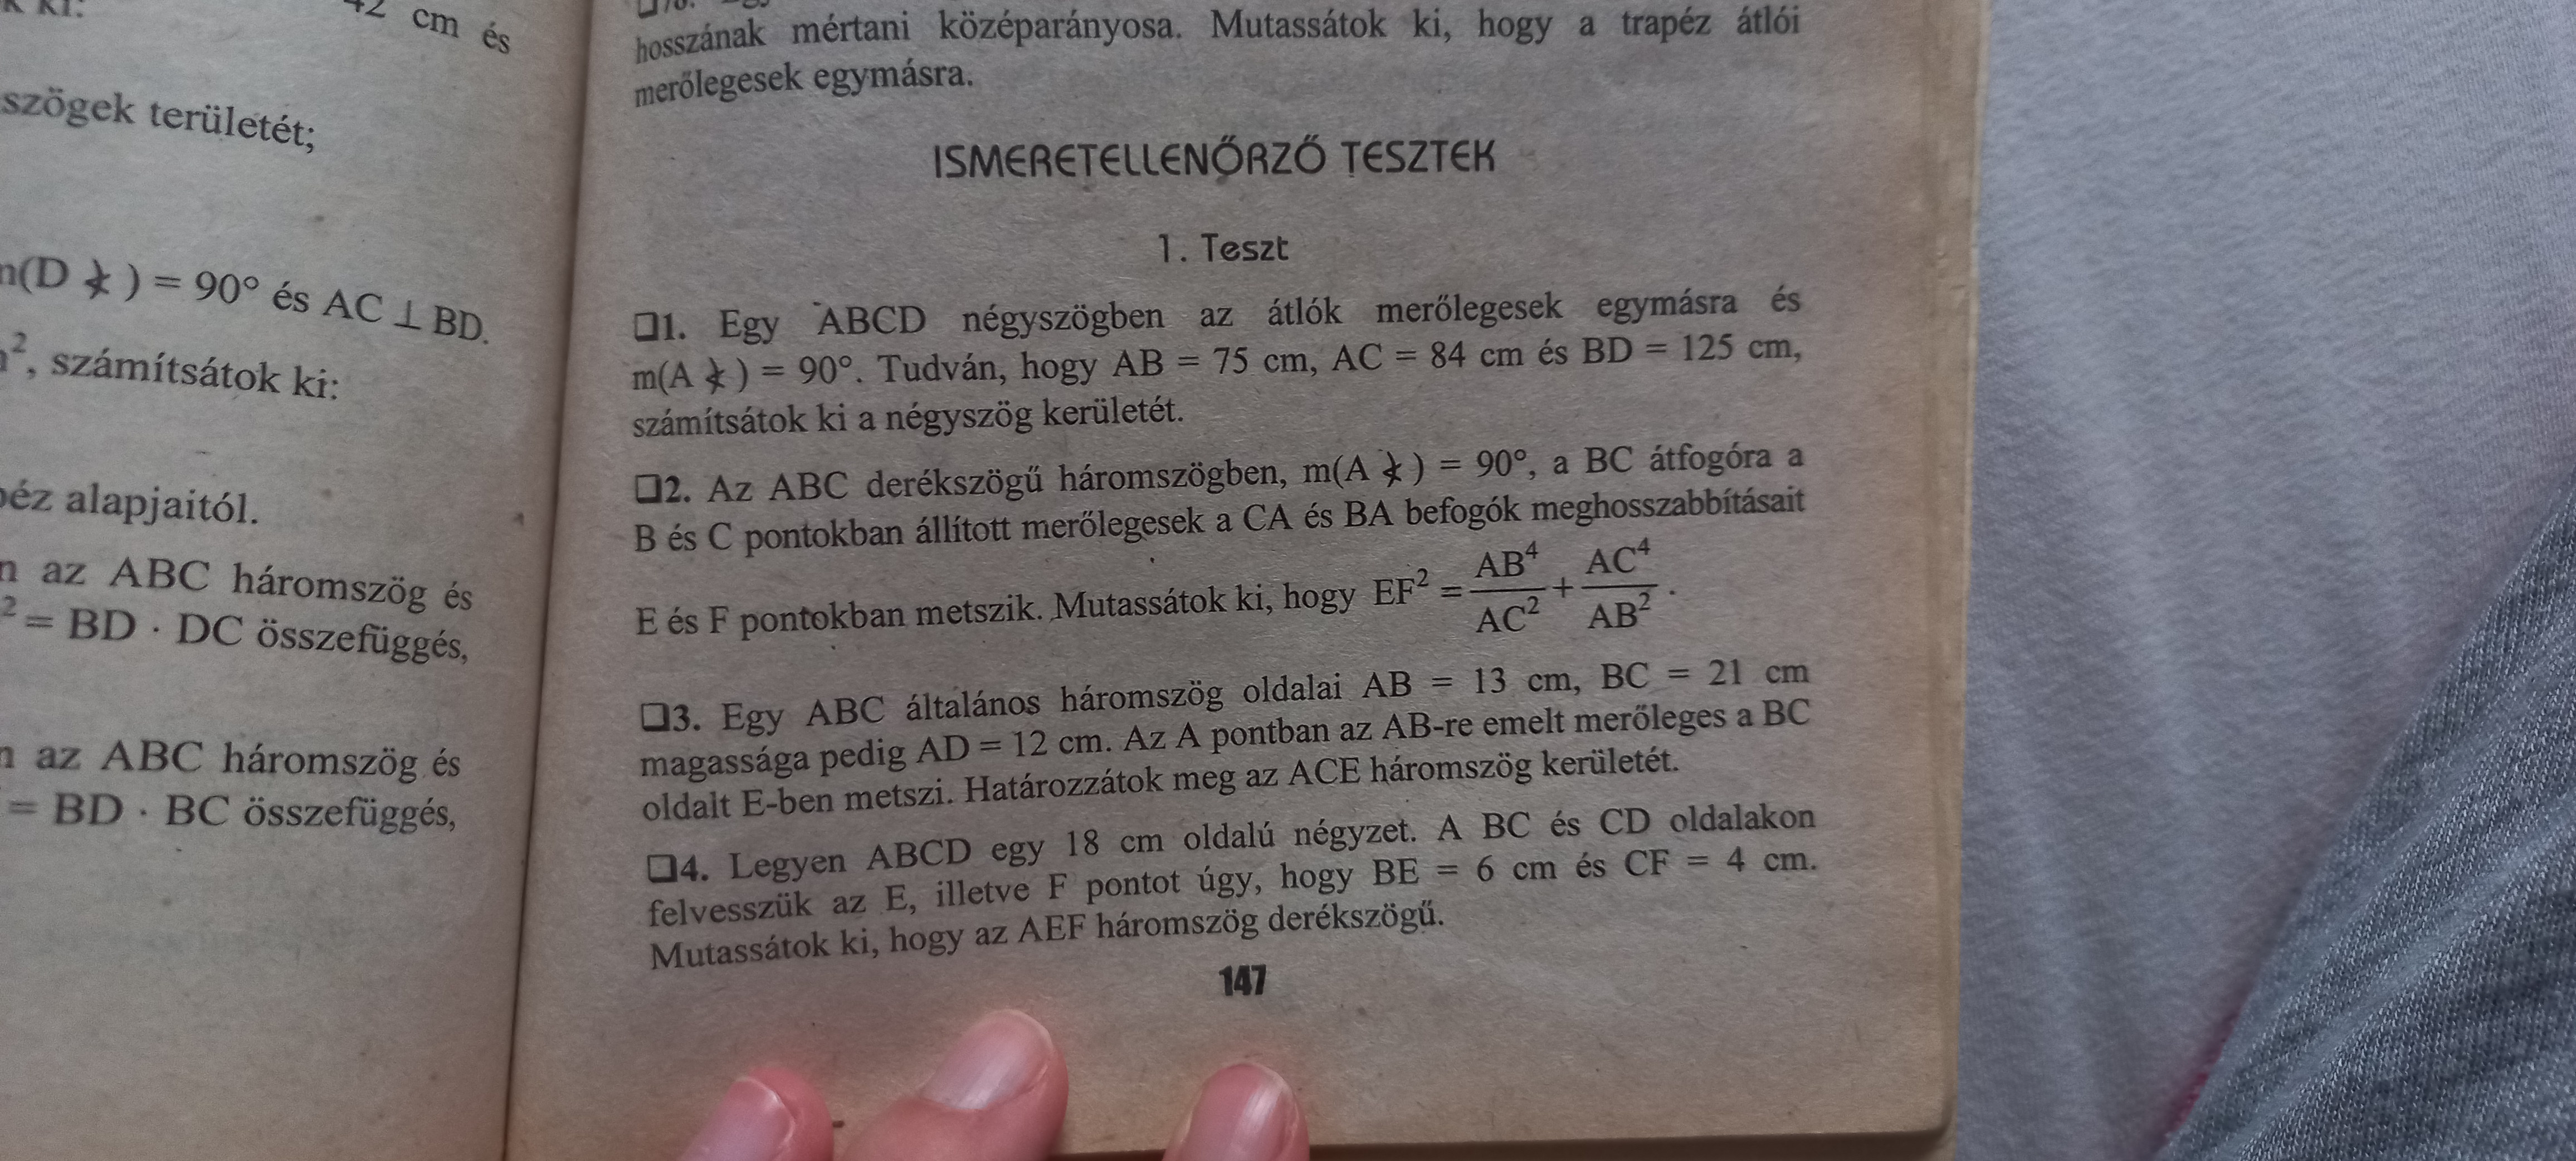 42 cm és
szögek területét;
m(D ∢) = 90° és AC ⊥ BD.
², számítsátok ki:
péz alapjaitól.
n az ABC háromszög és
² = BD · DC összefüggés,
n az ABC háromszög és
= BD · BC összefüggés,
hosszának mértani középarányosa. Mutassátok ki, hogy a trapéz átlói
merőlegesek egymásra.
ISMERETELLENŐRZŐ TESZTEK
1. Teszt
❑1. Egy ABCD négyszögben az átlók merőlegesek egymásra és
m(A ∢) = 90°. Tudván, hogy AB = 75 cm, AC = 84 cm és BD = 125 cm,
számítsátok ki a négyszög kerületét.
❑2. Az ABC derékszögű háromszögben, m(A ∢) = 90°, a BC átfogóra a
B és C pontokban állított merőlegesek a CA és BA befogók meghosszabbításait
E és F pontokban metszik. Mutassátok ki, hogy EF² = AB⁴/AC² + AC⁴/AB².
❑3. Egy ABC általános háromszög oldalai AB = 13 cm, BC = 21 cm
magassága pedig AD = 12 cm. Az A pontban az AB-re emelt merőleges a BC
oldalt E-ben metszi. Határozzátok meg az ACE háromszög kerületét.
❑4. Legyen ABCD egy 18 cm oldalú négyzet. A BC és CD oldalakon
felvesszük az E, illetve F pontot úgy, hogy BE = 6 cm és CF = 4 cm.
Mutassátok ki, hogy az AEF háromszög derékszögű.
147